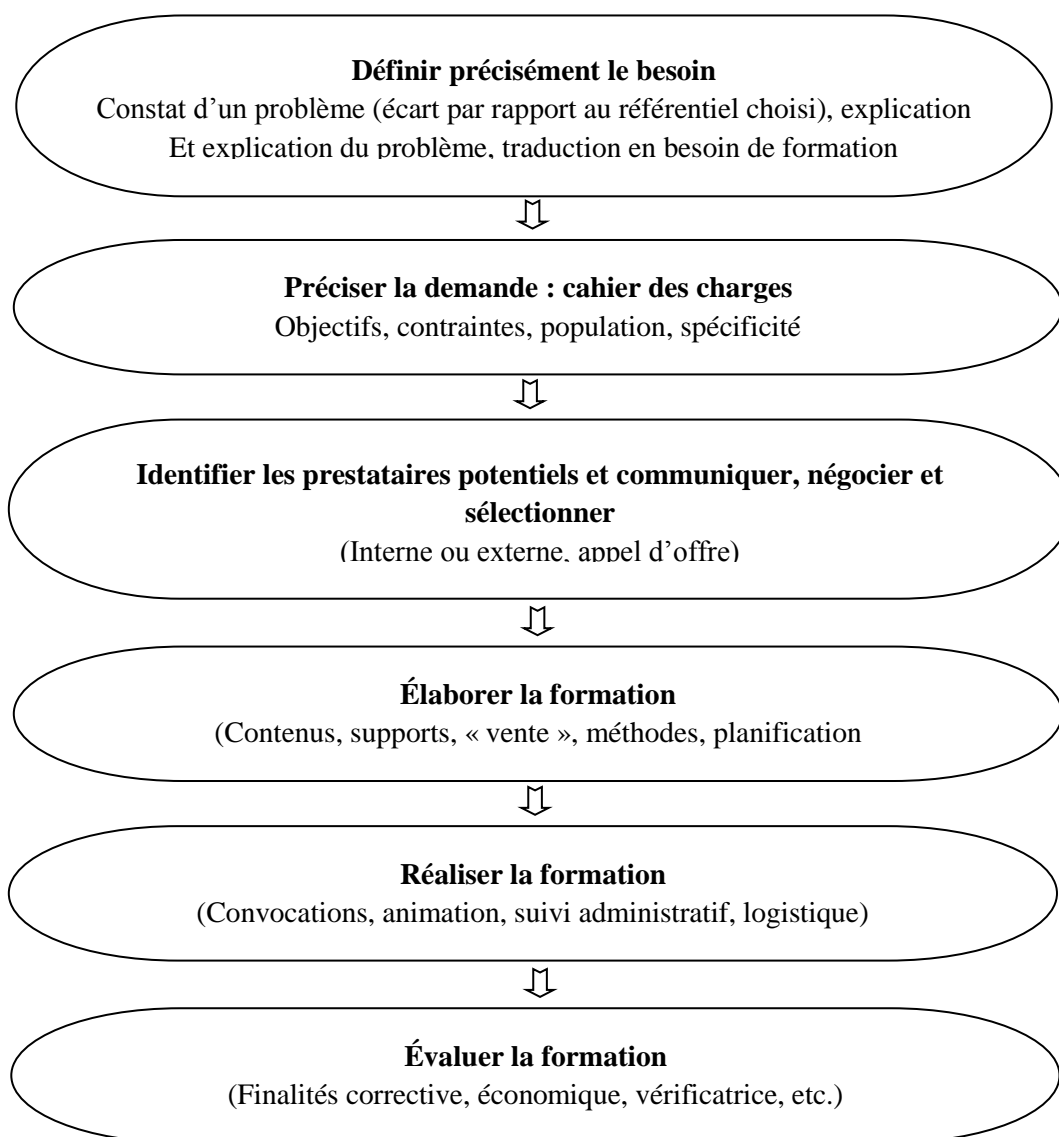 Définir précisément le besoin
Constat d’un problème (écart par rapport au référentiel choisi), explication
Et explication du problème, traduction en besoin de formation
Préciser la demande : cahier des charges
Objectifs, contraintes, population, spécificité
Identifier les prestataires potentiels et communiquer, négocier et
sélectionner
(Interne ou externe, appel d’offre)
Élaborer la formation
(Contenus, supports, « vente », méthodes, planification
Réaliser la formation
(Convocations, animation, suivi administratif, logistique)
Évaluer la formation
(Finalités corrective, économique, vérificatrice, etc.)